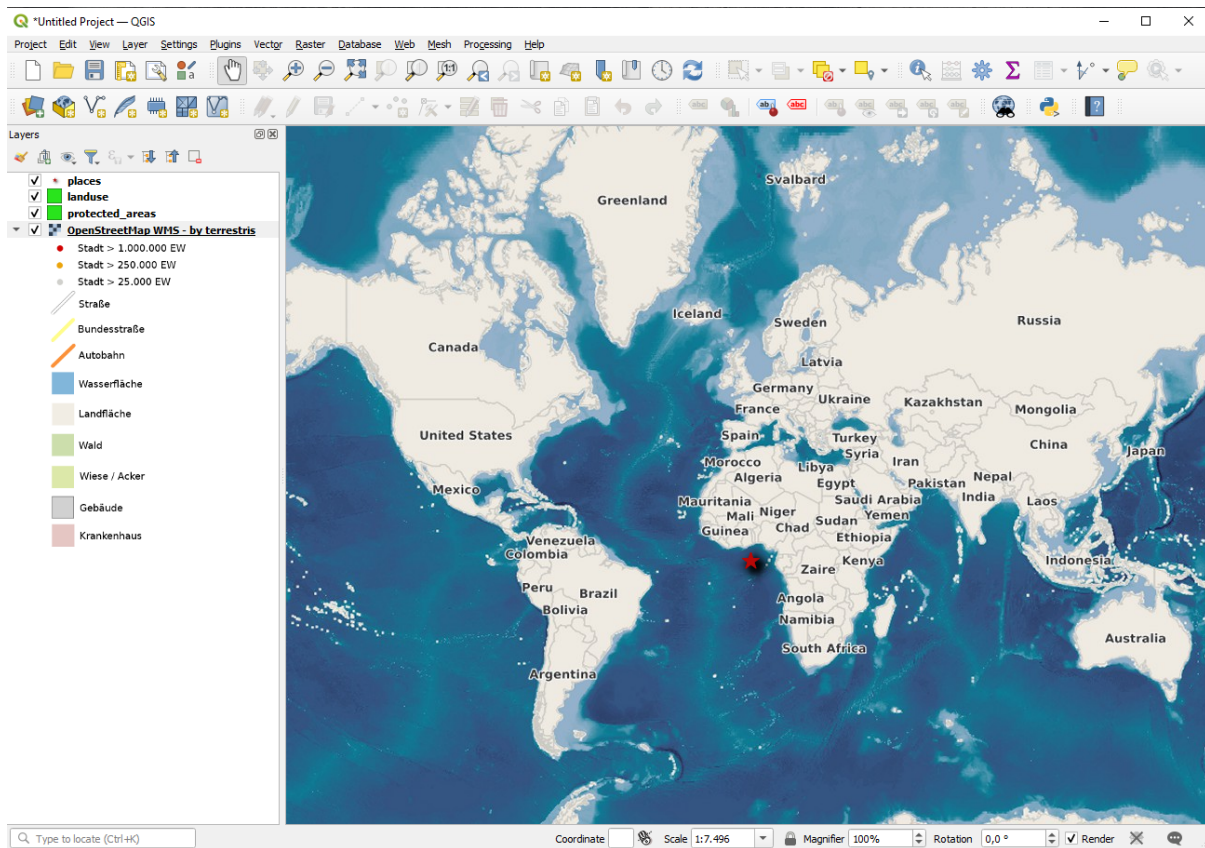 *Untitled Project — QGIS
Project Edit View Layer Settings Plugins Vector Raster Database Web Mesh Processing Help
1:1
abc
ab
abc
Layers
places
landuse
protected_areas
OpenStreetMap WMS - by terrestris
Stadt > 1.000.000 EW
Stadt > 250.000 EW
Stadt > 25.000 EW
Straße
Bundesstraße
Autobahn
Wasserfläche
Landfläche
Wald
Wiese / Acker
Gebäude
Krankenhaus
Svalbard
Greenland
Iceland
Sweden
Russia
Canada
Latvia
Germany
Ukraine
Kazakhstan
France
Mongolia
United States
Spain
Turkey
China
Syria
Japan
Morocco
Libya
Iran
Algeria
Egypt
Pakistan
Nepal
Mexico
Mauritania
Saudi Arabia
India
Laos
Mali
Niger
Yemen
Guinea
Chad
Sudan
Ethiopia
Venezuela
Colombia
Zaire
Kenya
Indonesia
Peru
Brazil
Angola
Bolivia
Namibia
Australia
South Africa
Argentina
Type to locate (Ctrl+K) Coordinate Scale 1:7.496 Magnifier 100% Rotation 0,0 ° Render